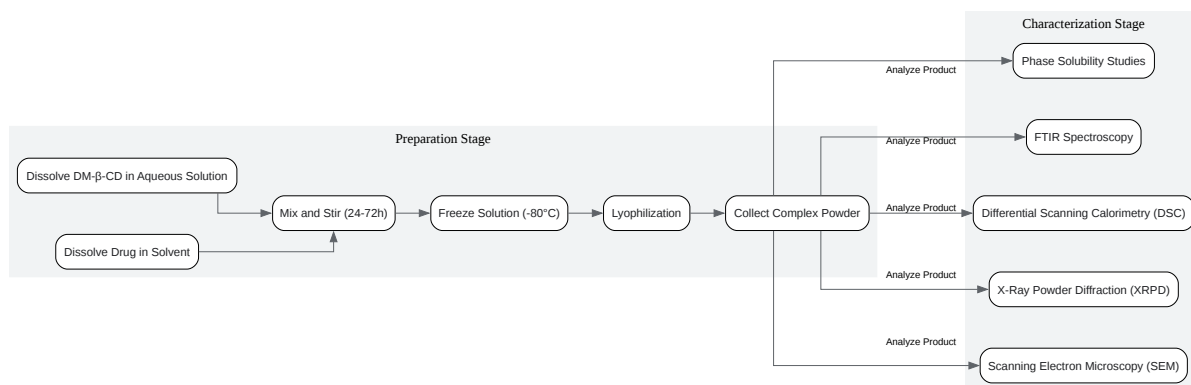 Characterization Stage
Phase Solubility Studies
Analyze Product
Preparation Stage
FTIR Spectroscopy
Analyze Product
Dissolve DM-β-CD in Aqueous Solution
Mix and Stir (24-72h)
Freeze Solution (-80°C)
Lyophilization
Collect Complex Powder
Analyze Product
Differential Scanning Calorimetry (DSC)
Dissolve Drug in Solvent
Analyze Product
X-Ray Powder Diffraction (XRPD)
Analyze Product
Scanning Electron Microscopy (SEM)